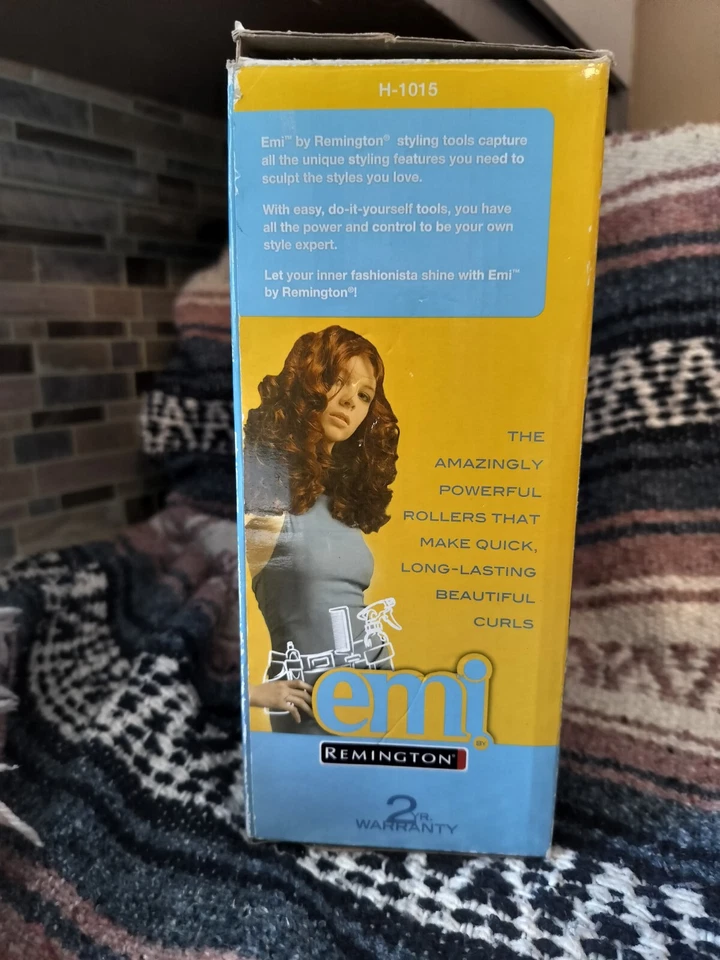 H-1015
Emi™ by Remington® styling tools capture
all the unique styling features you need to
sculpt the styles you love.
With easy, do-it-yourself tools, you have
all the power and control to be your own
style expert.
Let your inner fashionista shine with Emi™
by Remington®!
THE
AMAZINGLY
POWERFUL
ROLLERS THAT
MAKE QUICK,
LONG-LASTING
BEAUTIFUL
CURLS
emi
REMINGTON®
2 YR.
WARRANTY